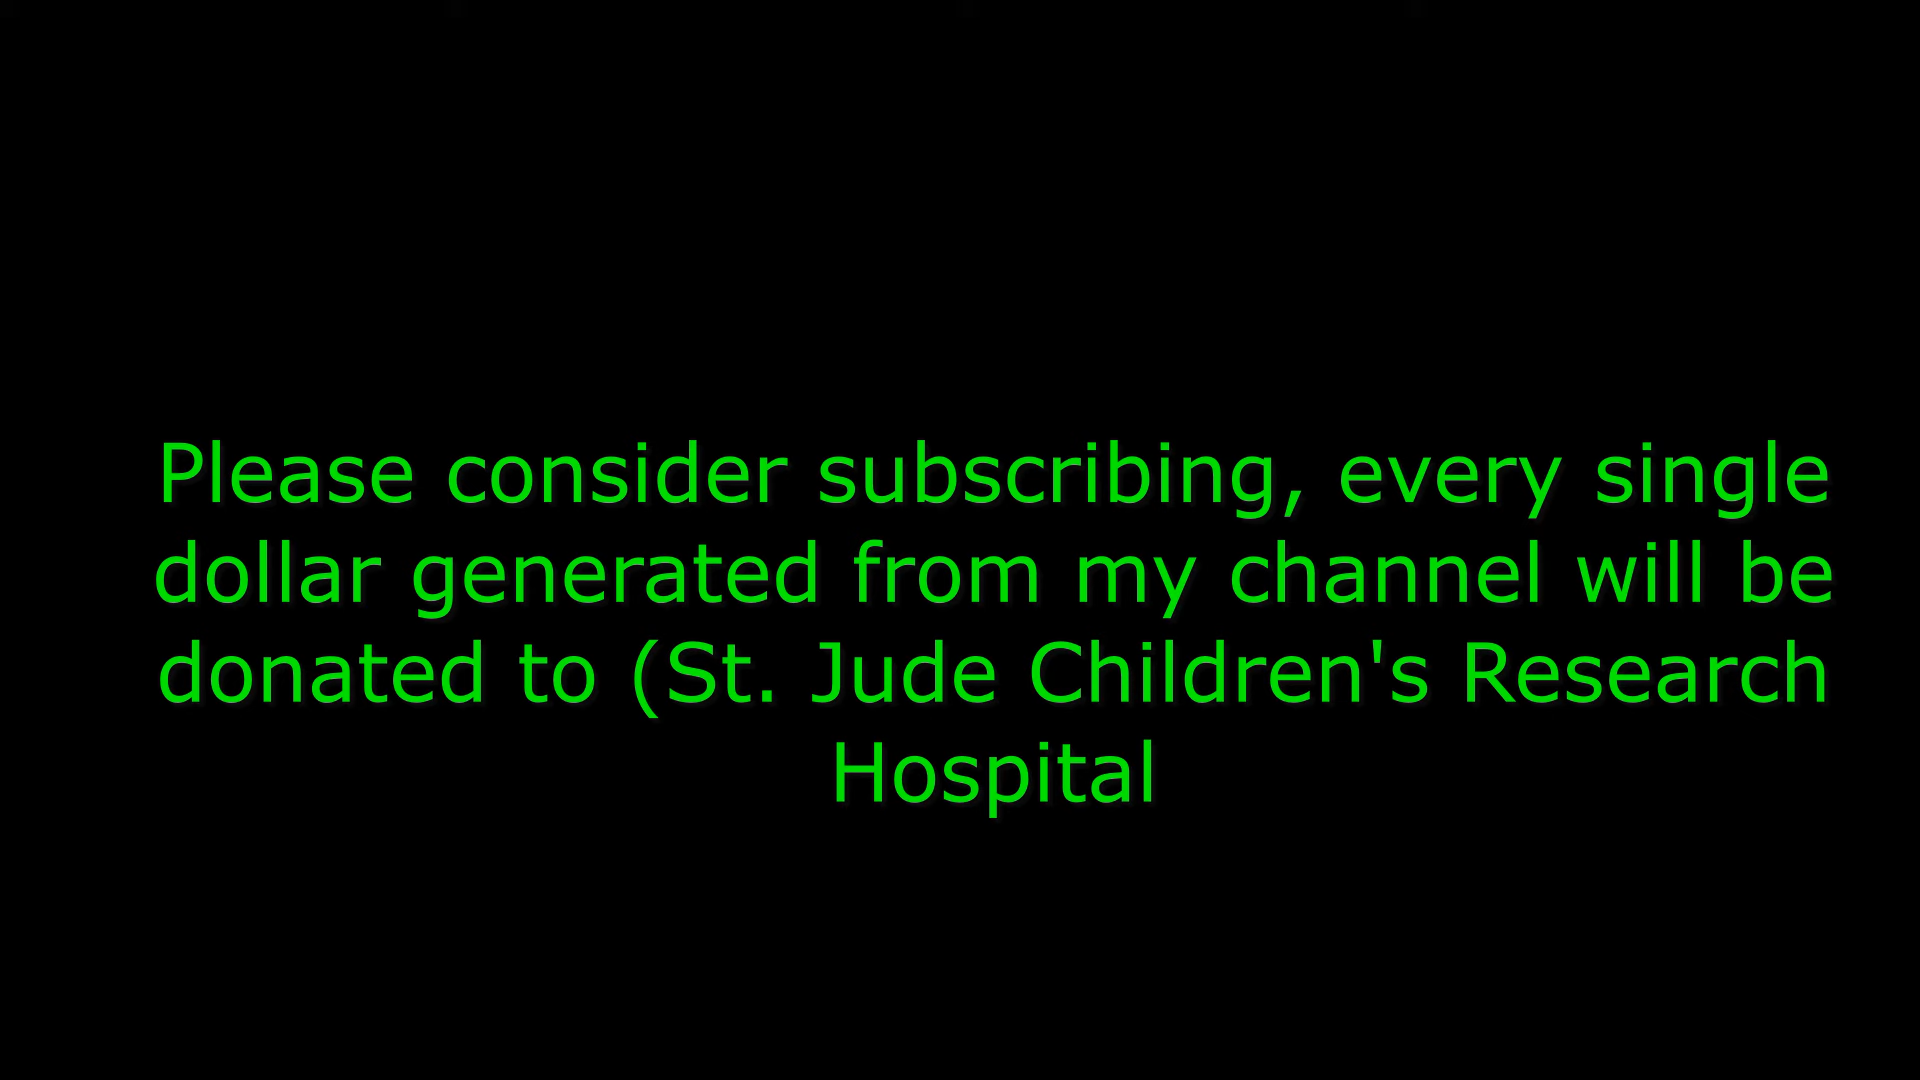 Please consider subscribing, every single
dollar generated from my channel will be
donated to (St. Jude Children's Research
Hospital